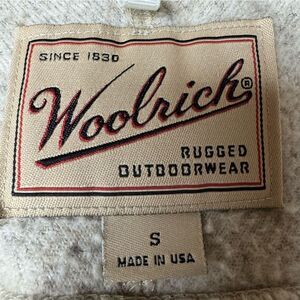 SINCE 1830
Woolrich®
RUGGED
OUTDOORWEAR
S
MADE IN USA